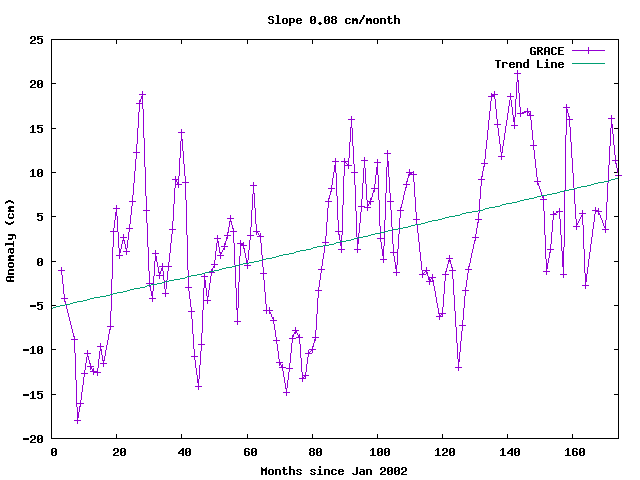 Slope 0.08 cm/month
GRACE
Trend Line
25
20
15
10
5
0
-5
-10
-15
-20
Anomaly (cm)
0 20 40 60 80 100 120 140 160
Months since Jan 2002